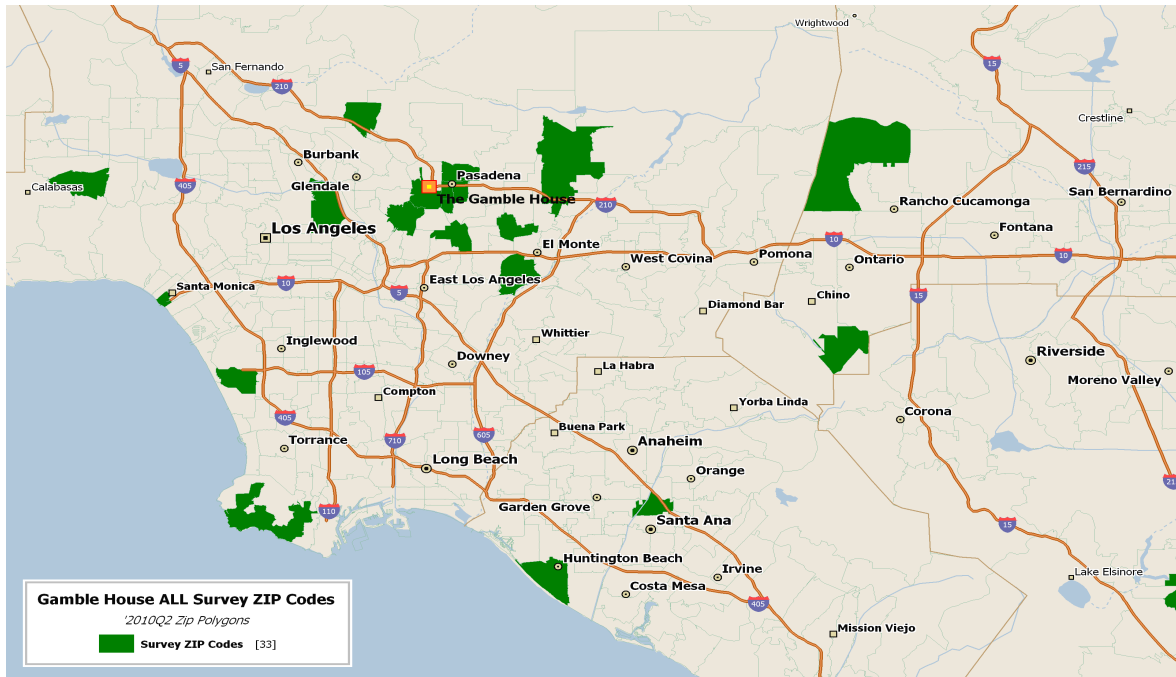 Wrightwood
San Fernando
5
210
15
Crestline
215
Burbank
Glendale
Pasadena
Calabasas
405
The Gamble House
210
San Bernardino
Rancho Cucamonga
Los Angeles
Fontana
El Monte
10
10
West Covina
Pomona
Ontario
East Los Angeles
Santa Monica
10
5
15
Chino
Diamond Bar
Whittier
Inglewood
Downey
Riverside
La Habra
105
Moreno Valley
Compton
Yorba Linda
Corona
405
Buena Park
605
710
Torrance
Anaheim
Long Beach
Orange
21
Garden Grove
110
Santa Ana
15
Huntington Beach
Irvine
Lake Elsinore
Costa Mesa
405
Mission Viejo
Gamble House ALL Survey ZIP Codes
'2010Q2 Zip Polygons
Survey ZIP Codes [33]